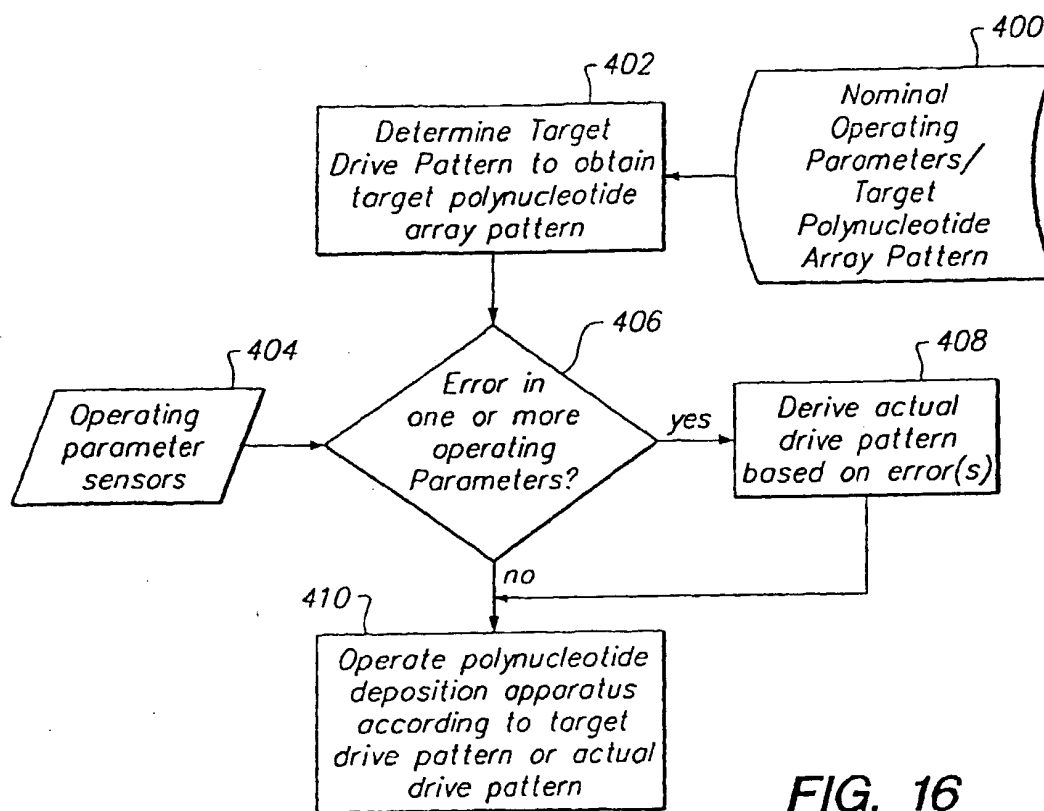 400
Nominal
Operating
Parameters/
Target
Polynucleotide
Array Pattern
402
Determine Target
Drive Pattern to obtain
target polynucleotide
array pattern
404
Operating
parameter
sensors
406
Error in
one or more
operating
Parameters?
yes
408
Derive actual
drive pattern
based on error(s)
no
410
Operate polynucleotide
deposition apparatus
according to target
drive pattern or actual
drive pattern
FIG. 16